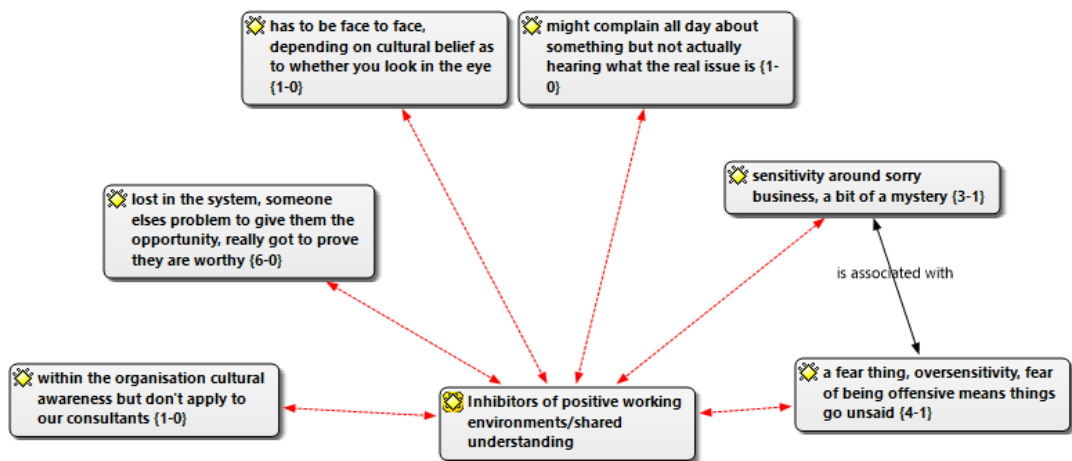 has to be face to face,
depending on cultural belief as
to whether you look in the eye
{1-0}
might complain all day about
something but not actually
hearing what the real issue is {1-
0}
sensitivity around sorry
business, a bit of a mystery {3-1}
lost in the system, someone
elses problem to give them the
opportunity, really got to prove
they are worthy {6-0}
is associated with
within the organisation cultural
awareness but don't apply to
our consultants {1-0}
Inhibitors of positive working
environments/shared
understanding
a fear thing, oversensitivity, fear
of being offensive means things
go unsaid {4-1}